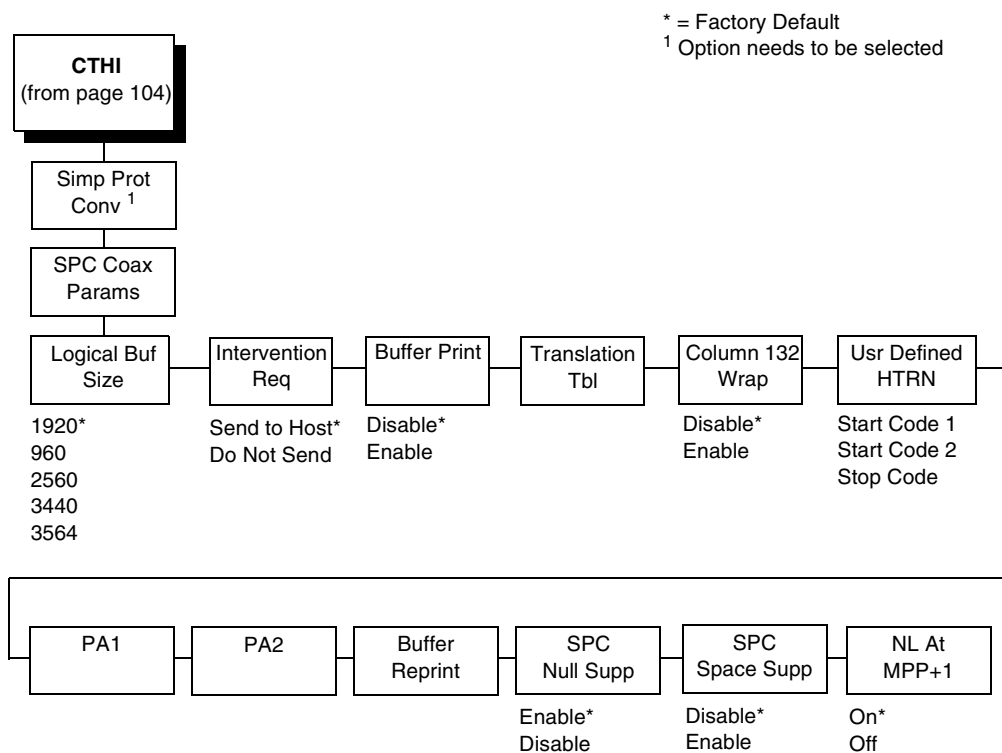 * = Factory Default
1 Option needs to be selected
CTHI
(from page 104)
Simp Prot
Conv 1
SPC Coax
Params
Logical Buf
Size
1920*
960
2560
3440
3564
Intervention
Req
Send to Host*
Do Not Send
Buffer Print
Disable*
Enable
Translation
Tbl
Column 132
Wrap
Disable*
Enable
Usr Defined
HTRN
Start Code 1
Start Code 2
Stop Code
PA1
PA2
Buffer
Reprint
SPC
Null Supp
Enable*
Disable
SPC
Space Supp
Disable*
Enable
NL At
MPP+1
On*
Off